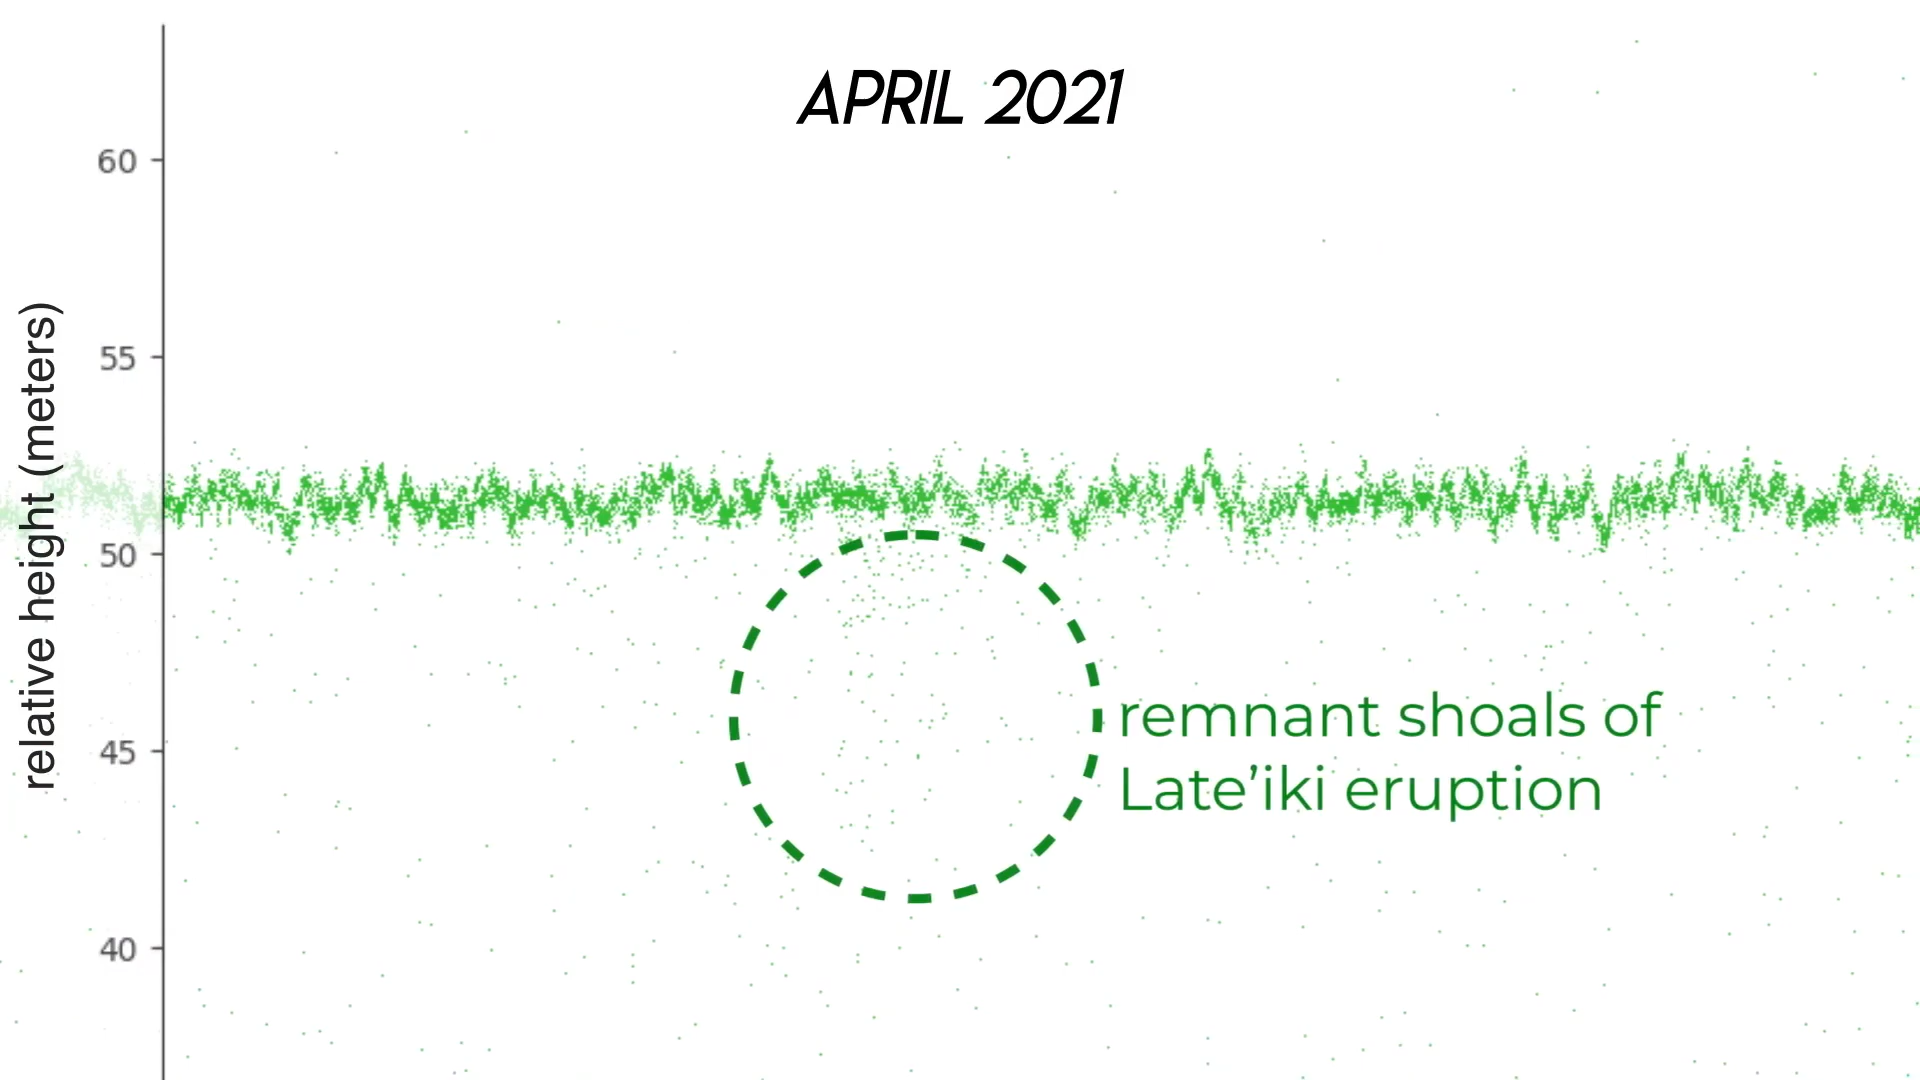 APRIL 2021
relative height (meters)
60
55
50
45
40
remnant shoals of
Late’iki eruption